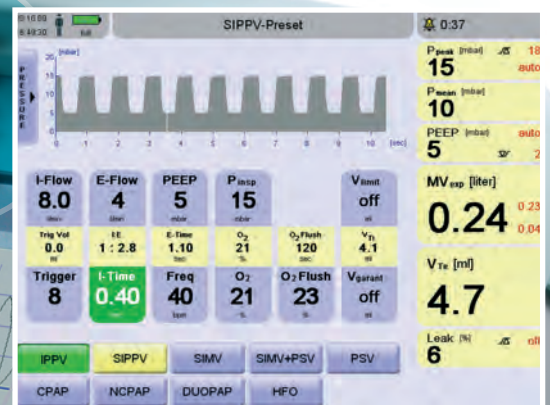 SIPPV-Preset
0:37
[mbar]
20
15
10
5
0
0 1 2 3 4 5 6 7 8 9 10 [sec]
PRESSURE
I-Flow E-Flow PEEP Pinsp Vlimit
8.0 4 5 15 off
l/min l/min mbar mbar ml
Trig Vol I:E E-Time O2 O2 Flush VTi
0.0 1 : 2.8 1.10 21 120 4.1
ml sec % sec ml
Trigger I-Time Freq O2 O2 Flush Vgarant
8 0.40 40 21 23 off
bpm % % ml
IPPV SIPPV SIMV SIMV+PSV PSV
CPAP NCPAP DUOPAP HFO
Ppeak [mbar] 18
15 auto
Pmean [mbar]
10
PEEP [mbar] auto
5 2
MVexp [liter]
0.24 0.23
0.04
VTe [ml]
4.7
Leak [%] off
6